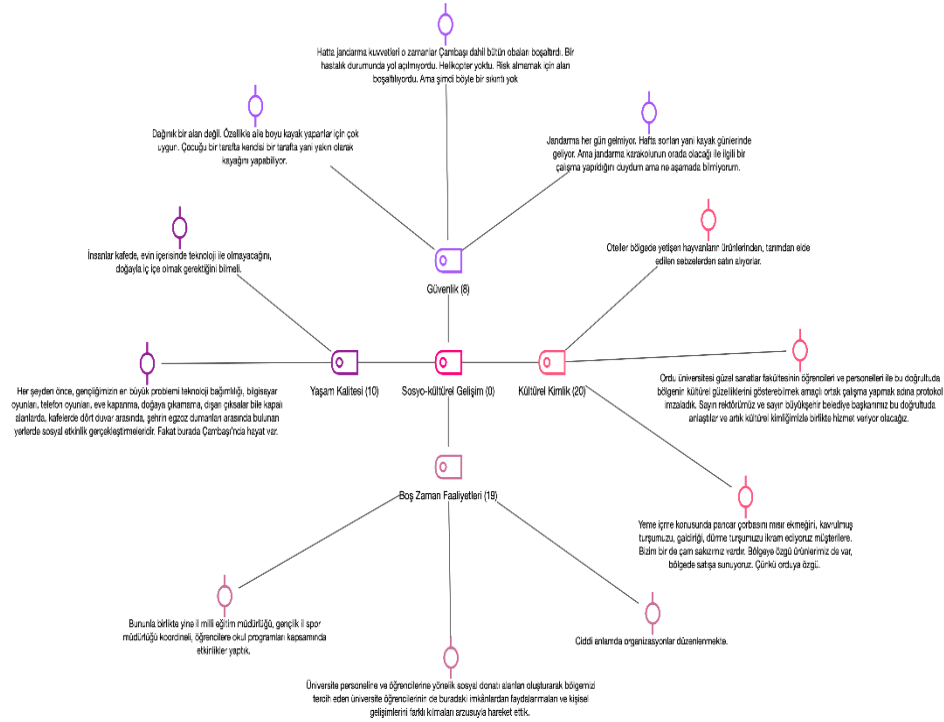 Hatta jandarma kuvvetleri o zamanlar Çambaşı dahil bütün obaları boşaltırdı. Bir
hastalık durumunda yol açılmıyordu. Helikopter yoktu. Risk almamak için alan
boşaltılıyordu. Ama şimdi böyle bir sıkıntı yok
Dağınık bir alan değil. Özellikle aile boyu kayak yapanlar için çok
uygun. Çocuğu bir tarafta kendisi bir tarafta yani yakın olarak
kayağını yapabiliyor.
Jandarma her gün gelmiyor. Hafta sonları yani kayak günlerinde
geliyor. Ama jandarma karakolunun orada olacağı ile ilgili bir
çalışma yapıldığını duydum ama ne aşamada bilmiyorum.
İnsanlar kafede, evin içerisinde teknoloji ile olmayacağını,
doğayla iç içe olmak gerektiğini bilmeli.
Oteller bölgede yetişen hayvanların ürünlerinden, tarımdan elde
edilen sebzelerden satın alıyorlar.
Güvenlik (8)
Her şeyden önce, gençliğimizin en büyük problemi teknoloji bağımlılığı, bilgisayar
oyunları, telefon oyunları, eve kapanma, doğaya çıkamama, dışarı çıksalar bile kapalı
alanlarda, kafelerde dört duvar arasında, şehrin egzoz dumanları arasında bulunan
yerlerde sosyal etkinlik gerçekleştirmeleridir. Fakat burada Çambaşı'nda hayat var.
Yaşam Kalitesi (10)
Sosyo-kültürel Gelişim (0)
Kültürel Kimlik (20)
Ordu üniversitesi güzel sanatlar fakültesinin öğrencileri ve personelleri ile bu doğrultuda
bölgenin kültürel güzelliklerini gösterebilmek amaçlı ortak çalışma yapmak adına protokol
imzaladık. Sayın rektörümüz ve sayın büyükşehir belediye başkanımız bu doğrultuda
anlaştılar ve artık kültürel kimliğimizle birlikte hizmet veriyor olacağız.
Boş Zaman Faaliyetleri (19)
Yeme içme konusunda pancar çorbasını mısır ekmeğini, kavrulmuş
turşumuzu, galdiriği, dürme turşumuzu ikram ediyoruz müşterilere.
Bizim bir de çam sakızımız vardır. Bölgeye özgü ürünlerimiz de var,
bölgede satışa sunuyoruz. Çünkü orduya özgü.
Bununla birlikte yine il milli eğitim müdürlüğü, gençlik il spor
müdürlüğü koordineli, öğrencilere okul programları kapsamında
etkinlikler yaptık.
Ciddi anlamda organizasyonlar düzenlenmekte.
Üniversite personeline ve öğrencilerine yönelik sosyal donatı alanları oluşturarak bölgemizi
tercih eden üniversite öğrencilerinin de buradaki imkânlardan faydalanmaları ve kişisel
gelişimlerini farklı kılmaları arzusuyla hareket ettik.